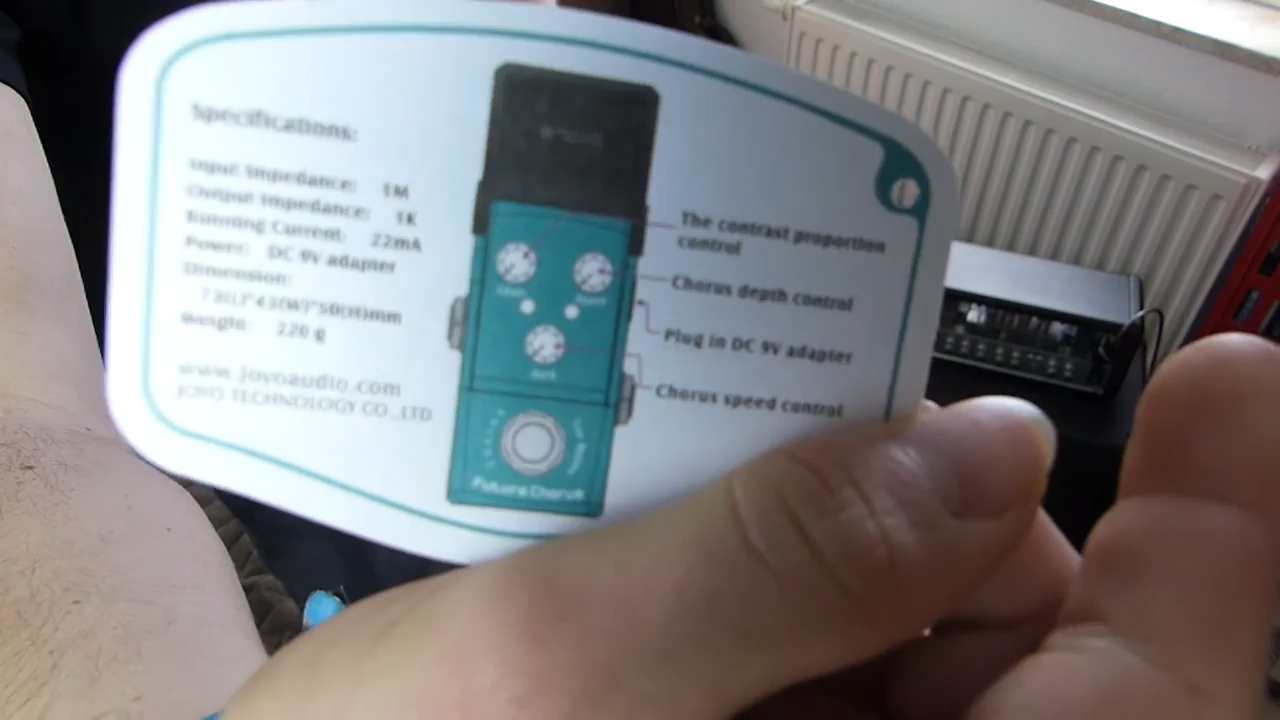 Specifications:
Input Impedance: 1M
Output Impedance: 1K
Running Current: 22mA
Power: DC 9V adapter
Dimension:
Weight: 220 g
www.joyoaudio.com
JOYO TECHNOLOGY CO.,LTD
The contrast proportion
control
Chorus depth control
Plug in DC 9V adapter
Chorus speed control
Future Chorus